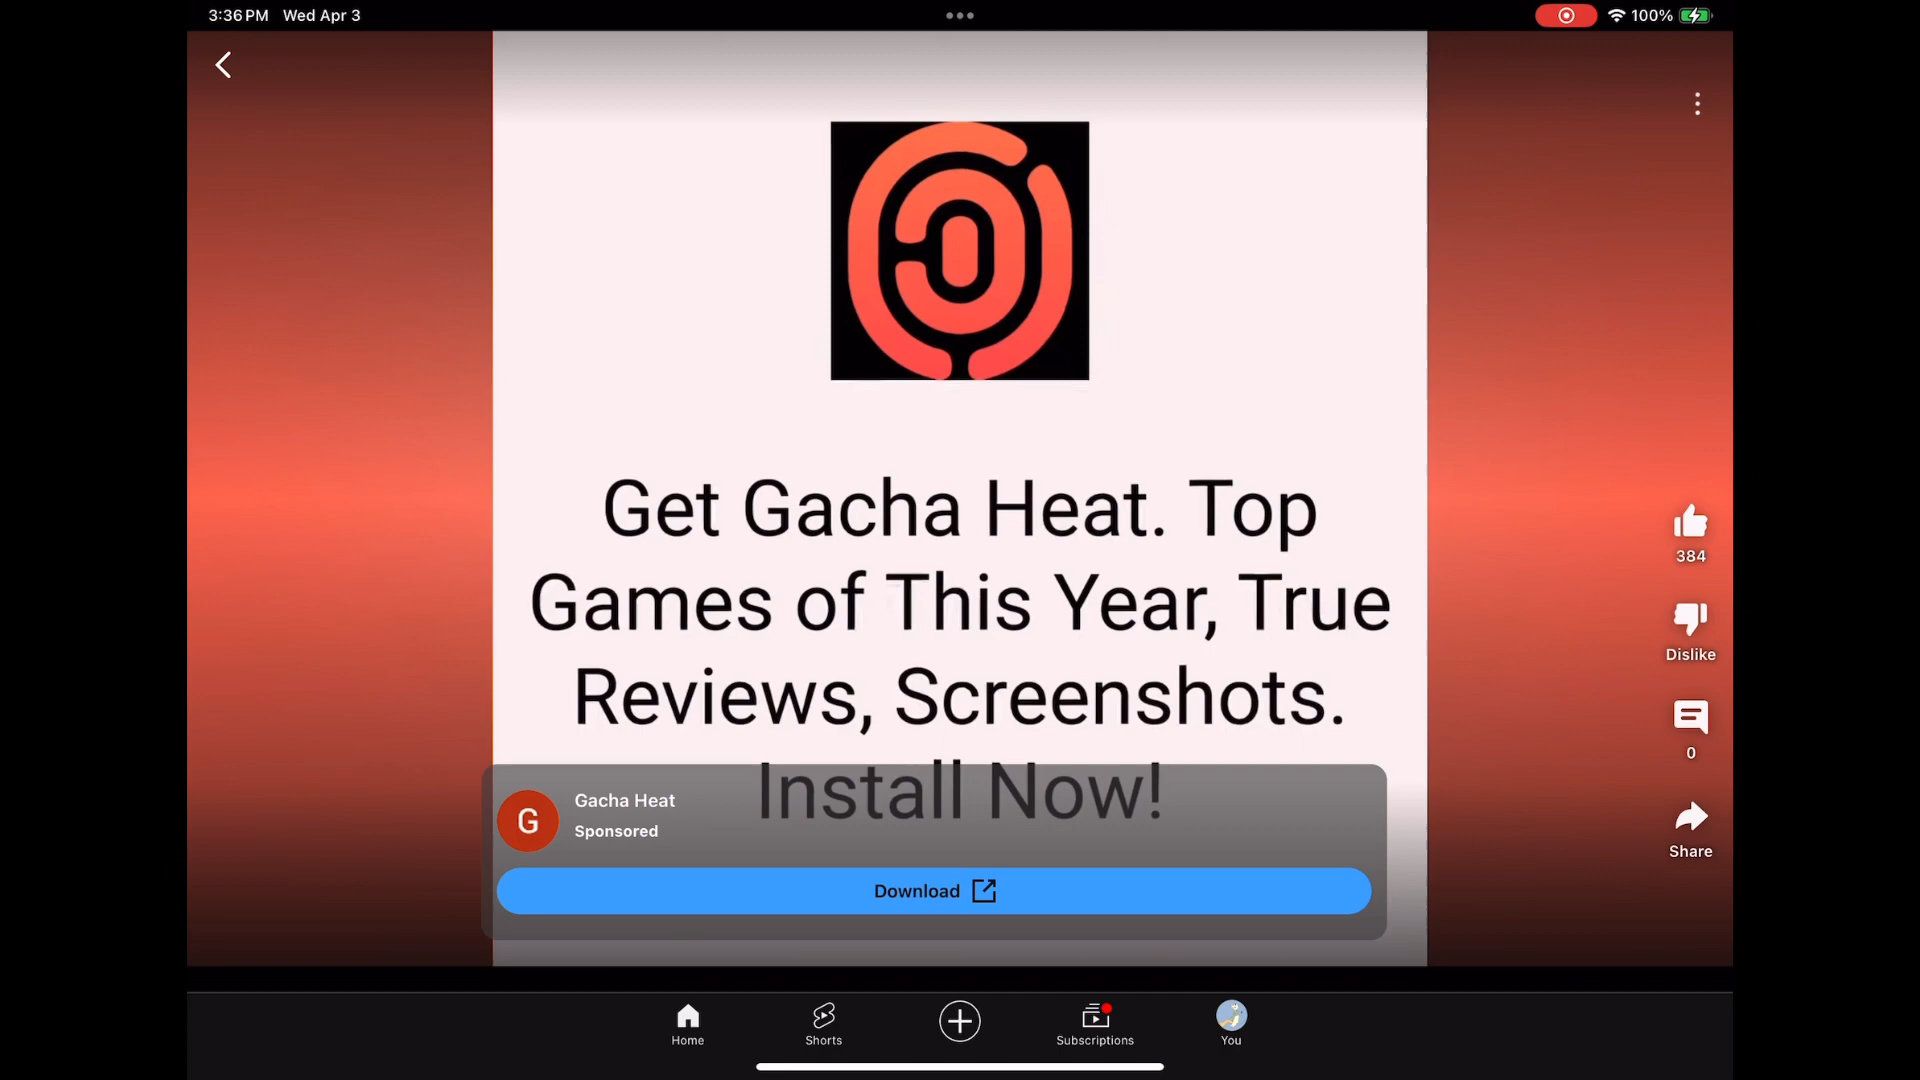 3:36 PM Wed Apr 3
100%
Get Gacha Heat. Top
Games of This Year, True
Reviews, Screenshots.
Install Now!
384
Dislike
0
Share
G
Gacha Heat
Sponsored
Download
Home
Shorts
Subscriptions
You